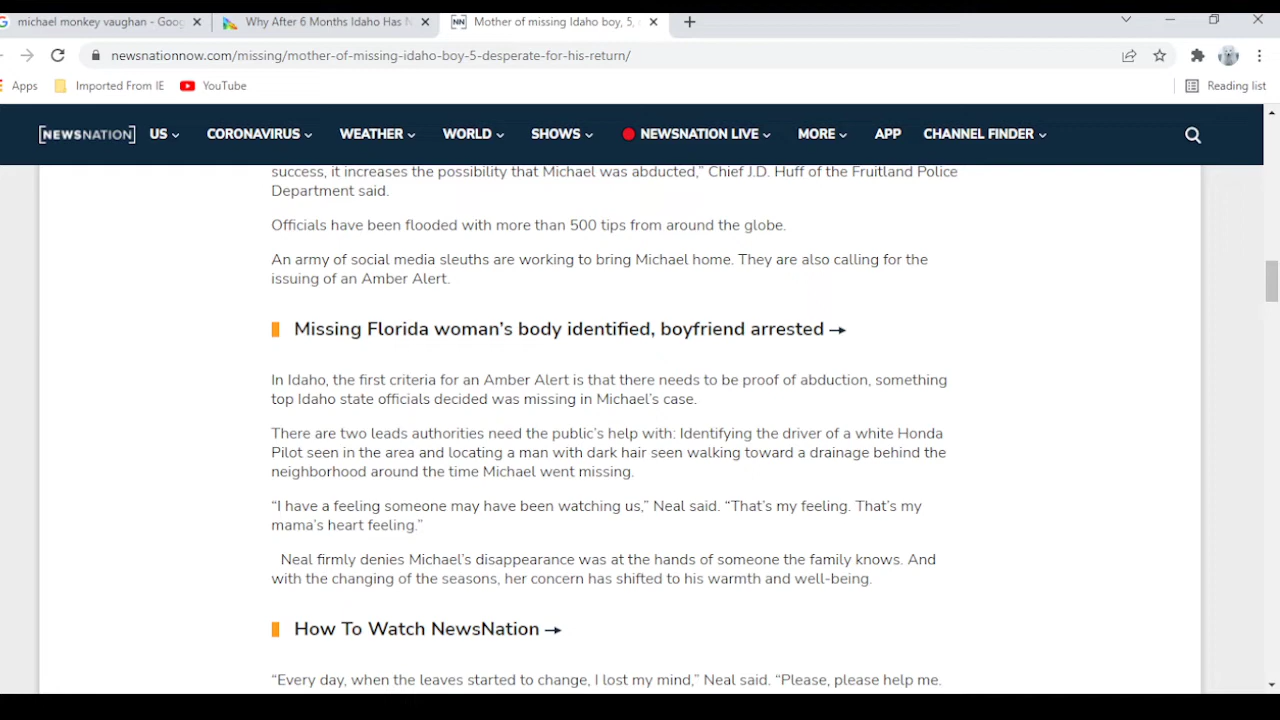 michael monkey vaughan - Goog
Why After 6 Months Idaho Has N
Mother of missing Idaho boy, 5,
newsnationnow.com/missing/mother-of-missing-idaho-boy-5-desperate-for-his-return/
Apps Imported From IE YouTube Reading list
[NEWSNATION] US CORONAVIRUS WEATHER WORLD SHOWS NEWSNATION LIVE MORE APP CHANNEL FINDER
success, it increases the possibility that Michael was abducted,” Chief J.D. Huff of the Fruitland Police
Department said.
Officials have been flooded with more than 500 tips from around the globe.
An army of social media sleuths are working to bring Michael home. They are also calling for the
issuing of an Amber Alert.
Missing Florida woman’s body identified, boyfriend arrested →
In Idaho, the first criteria for an Amber Alert is that there needs to be proof of abduction, something
top Idaho state officials decided was missing in Michael’s case.
There are two leads authorities need the public’s help with: Identifying the driver of a white Honda
Pilot seen in the area and locating a man with dark hair seen walking toward a drainage behind the
neighborhood around the time Michael went missing.
“I have a feeling someone may have been watching us,” Neal said. “That’s my feeling. That’s my
mama’s heart feeling.”
Neal firmly denies Michael’s disappearance was at the hands of someone the family knows. And
with the changing of the seasons, her concern has shifted to his warmth and well-being.
How To Watch NewsNation →
“Every day, when the leaves started to change, I lost my mind,” Neal said. “Please, please help me.